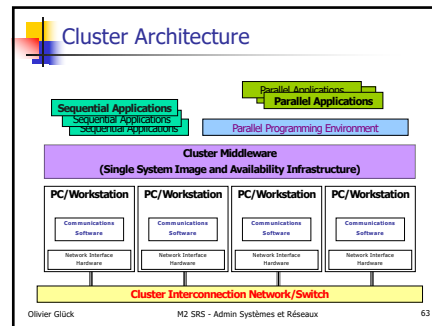 Cluster Architecture
Parallel Applications
Parallel Applications
Sequential Applications
Sequential Applications
Sequential Applications
Parallel Programming Environment
Cluster Middleware
(Single System Image and Availability Infrastructure)
PC/Workstation PC/Workstation PC/Workstation PC/Workstation
Communications Communications Communications Communications
Software Software Software Software
Network Interface Network Interface Network Interface Network Interface
Hardware Hardware Hardware Hardware
Cluster Interconnection Network/Switch
Olivier Glück M2 SRS - Admin Systèmes et Réseaux 63